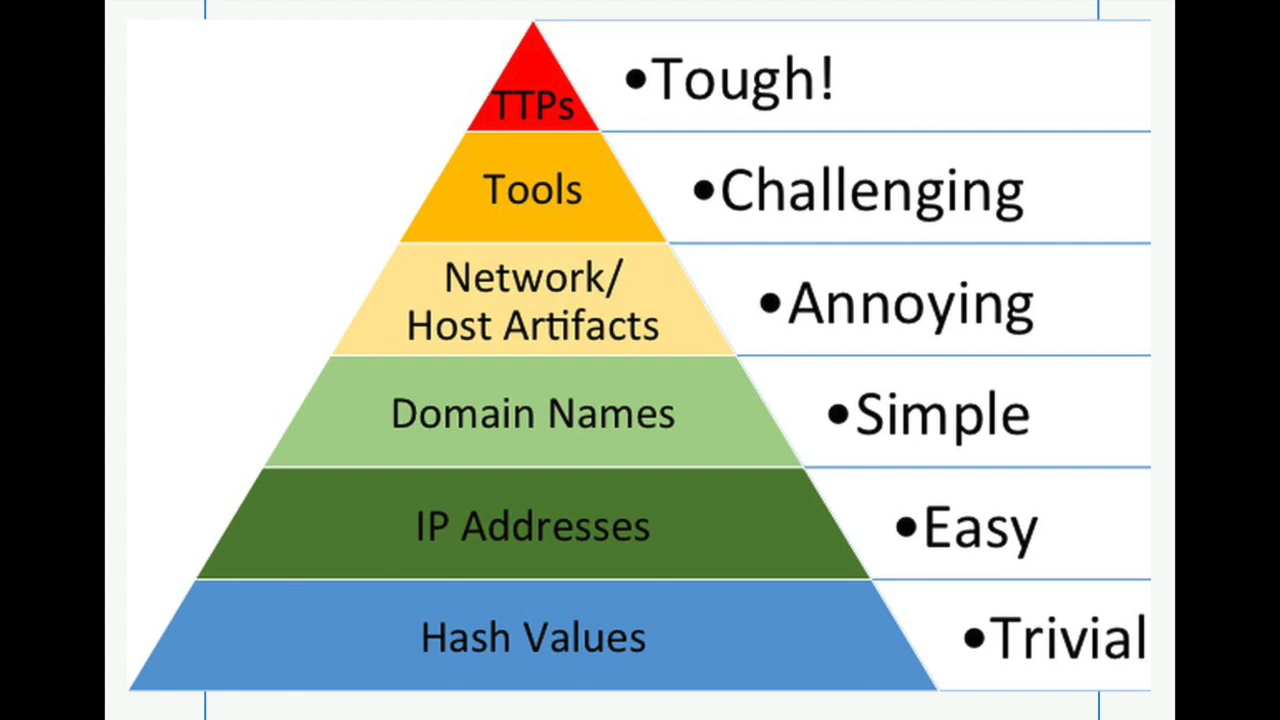 TTPs
•Tough!
Tools
•Challenging
Network/
Host Artifacts
•Annoying
Domain Names
•Simple
IP Addresses
•Easy
Hash Values
•Trivial